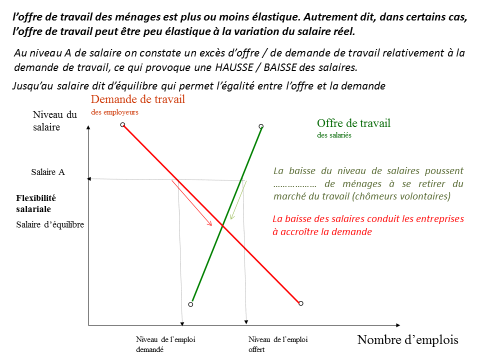 l'offre de travail des ménages est plus ou moins élastique. Autrement dit, dans certains cas,
l'offre de travail peut être peu élastique à la variation du salaire réel.
Au niveau A de salaire on constate un excès d'offre / de demande de travail relativement à la
demande de travail, ce qui provoque une HAUSSE / BAISSE des salaires.
Jusqu'au salaire dit d'équilibre qui permet l'égalité entre l'offre et la demande
Demande de travail
des employeurs
Niveau du
salaire
Offre de travail
des salariés
Salaire A
La baisse du niveau de salaires poussent
……………… de ménages à se retirer du
marché du travail (chômeurs volontaires)
Flexibilité
salariale
Salaire d'équilibre
La baisse des salaires conduit les entreprises
à accroître la demande
Niveau de l'emploi
demandé
Niveau de l'emploi
offert
Nombre d'emplois